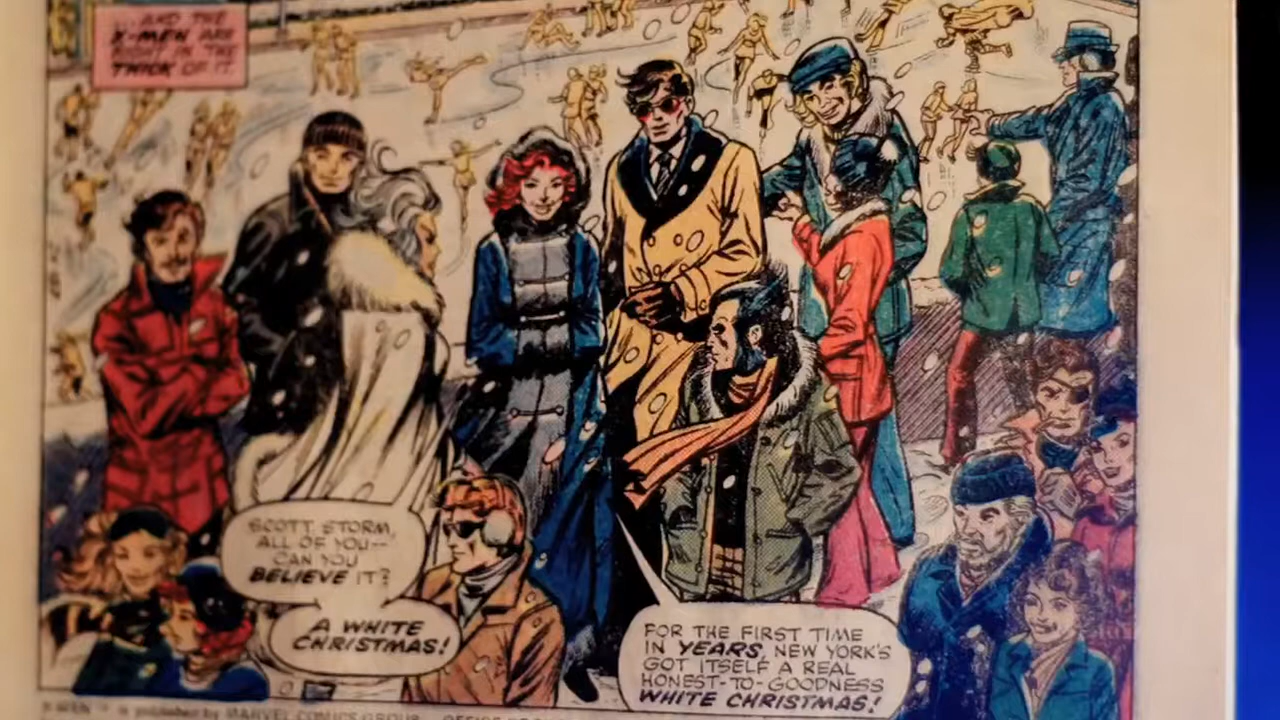 ...AND THE
X-MEN ARE
RIGHT IN THE
THICK OF IT.
SCOTT, STORM,
ALL OF YOU--
CAN YOU
BELIEVE IT?
A WHITE
CHRISTMAS!
FOR THE FIRST TIME
IN YEARS, NEW YORK'S
GOT ITSELF A REAL
HONEST-TO-GOODNESS
WHITE CHRISTMAS!
X-MEN™ is published by MARVEL COMICS GROUP. OFFICE